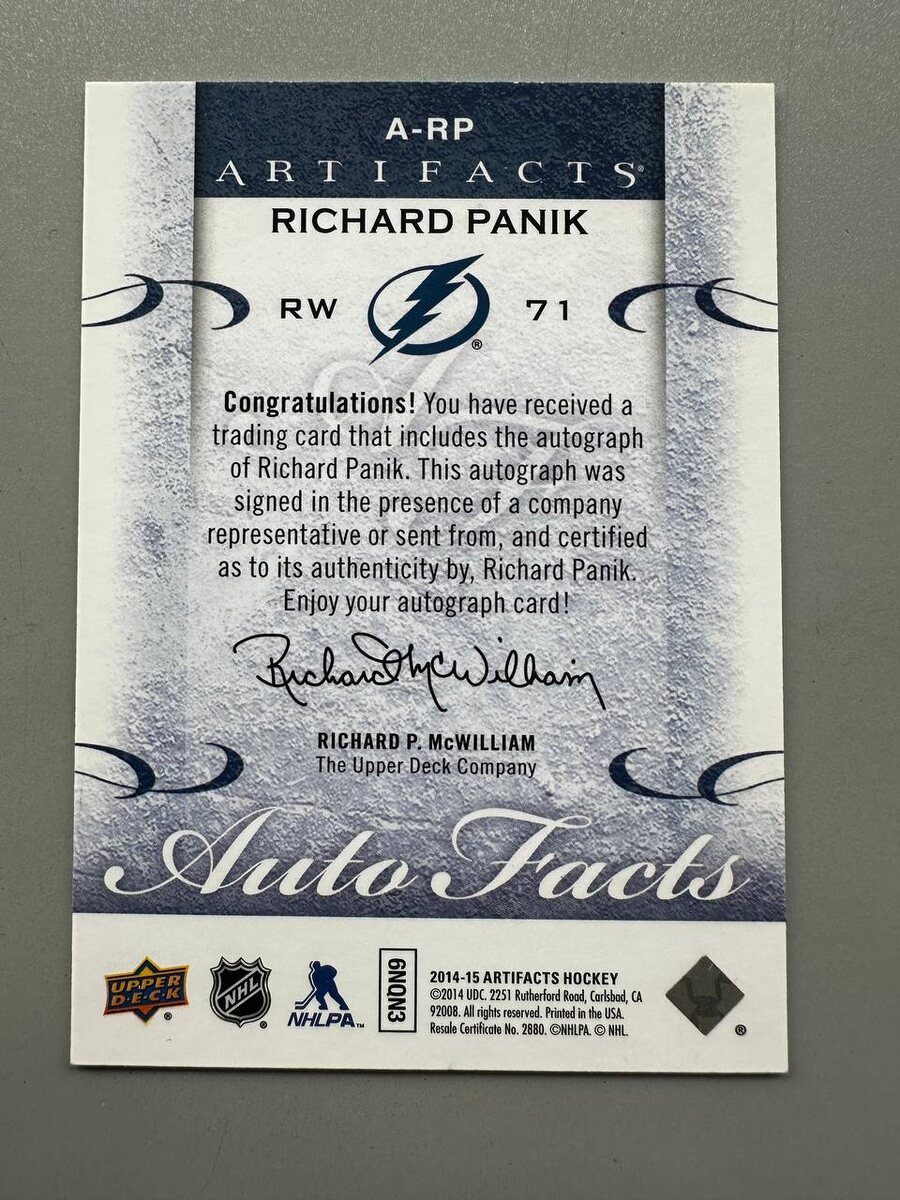 A-RP
ARTIFACTS®
RICHARD PANIK
RW 71
®
Congratulations! You have received a
trading card that includes the autograph
of Richard Panik. This autograph was
signed in the presence of a company
representative or sent from, and certified
as to its authenticity by, Richard Panik.
Enjoy your autograph card!
Richard McWilliam
RICHARD P. McWILLIAM
The Upper Deck Company
Auto Facts
UPPER
D·E·C·K
®
NHL
®
NHLPA™
6NQN3
2014-15 ARTIFACTS HOCKEY
©2014 UDC. 2251 Rutherford Road, Carlsbad, CA
92008. All rights reserved. Printed in the USA.
Resale Certificate No. 2880. ©NHLPA. © NHL.
®